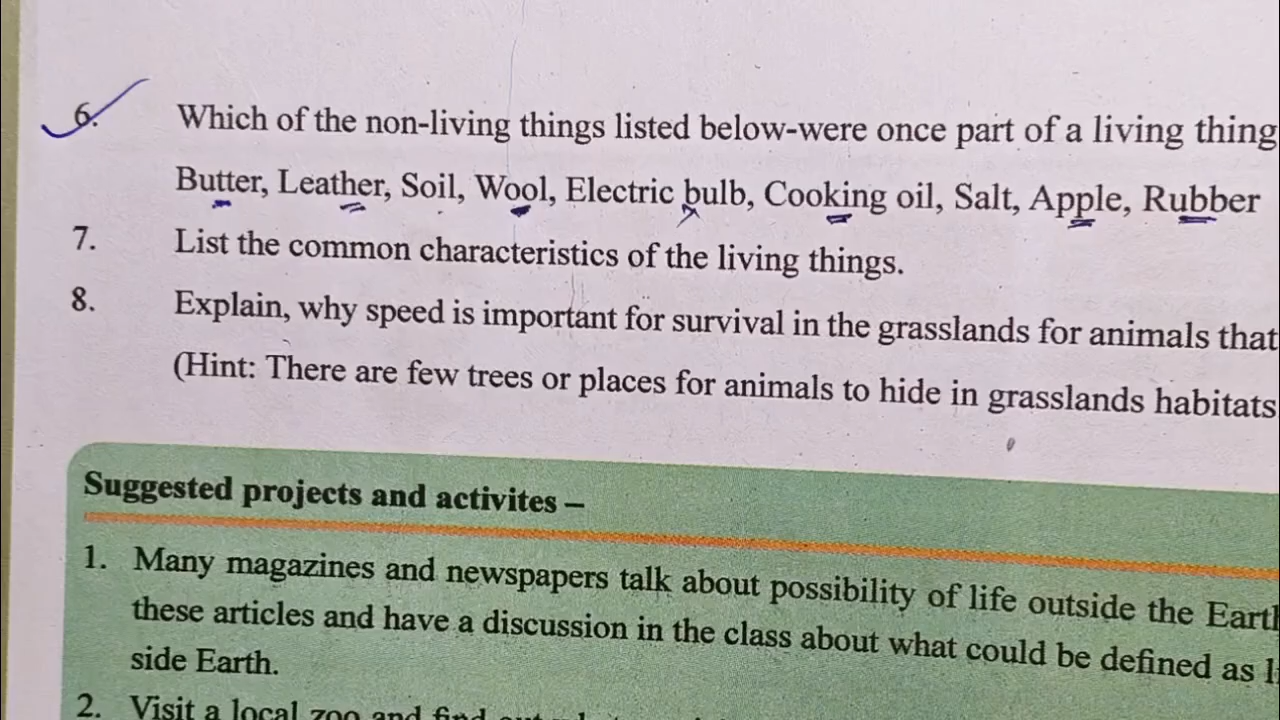 6. Which of the non-living things listed below-were once part of a living thing
Butter, Leather, Soil, Wool, Electric bulb, Cooking oil, Salt, Apple, Rubber
7. List the common characteristics of the living things.
8. Explain, why speed is important for survival in the grasslands for animals that
(Hint: There are few trees or places for animals to hide in grasslands habitats
Suggested projects and activites –
1. Many magazines and newspapers talk about possibility of life outside the Earth
these articles and have a discussion in the class about what could be defined as
side Earth.
2. Visit a local zoo and find